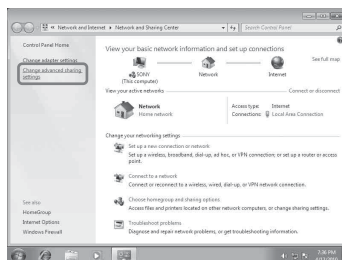 « Network and Internet ▸ Network and Sharing Center
Search Control Panel
Control Panel Home
Change adapter settings
Change advanced sharing
settings
See also
HomeGroup
Internet Options
Windows Firewall
View your basic network information and set up connections
See full map
SONY
(This computer)
Network
Internet
View your active networks
Connect or disconnect
Network
Home network
Access type: Internet
Connections: Local Area Connection
Change your networking settings
Set up a new connection or network
Set up a wireless, broadband, dial-up, ad hoc, or VPN connection; or set up a router or access
point.
Connect to a network
Connect or reconnect to a wireless, wired, dial-up, or VPN network connection.
Choose homegroup and sharing options
Access files and printers located on other network computers, or change sharing settings.
Troubleshoot problems
Diagnose and repair network problems, or get troubleshooting information.
7:36 PM